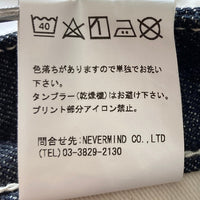 40
色落ちがありますので単独でお洗い
下さい。
タンブラー(乾燥機)はお避け下さい。
プリント部分アイロン禁止。
問合せ先:NEVERMIND CO.,LTD
(TEL)03-3829-2130